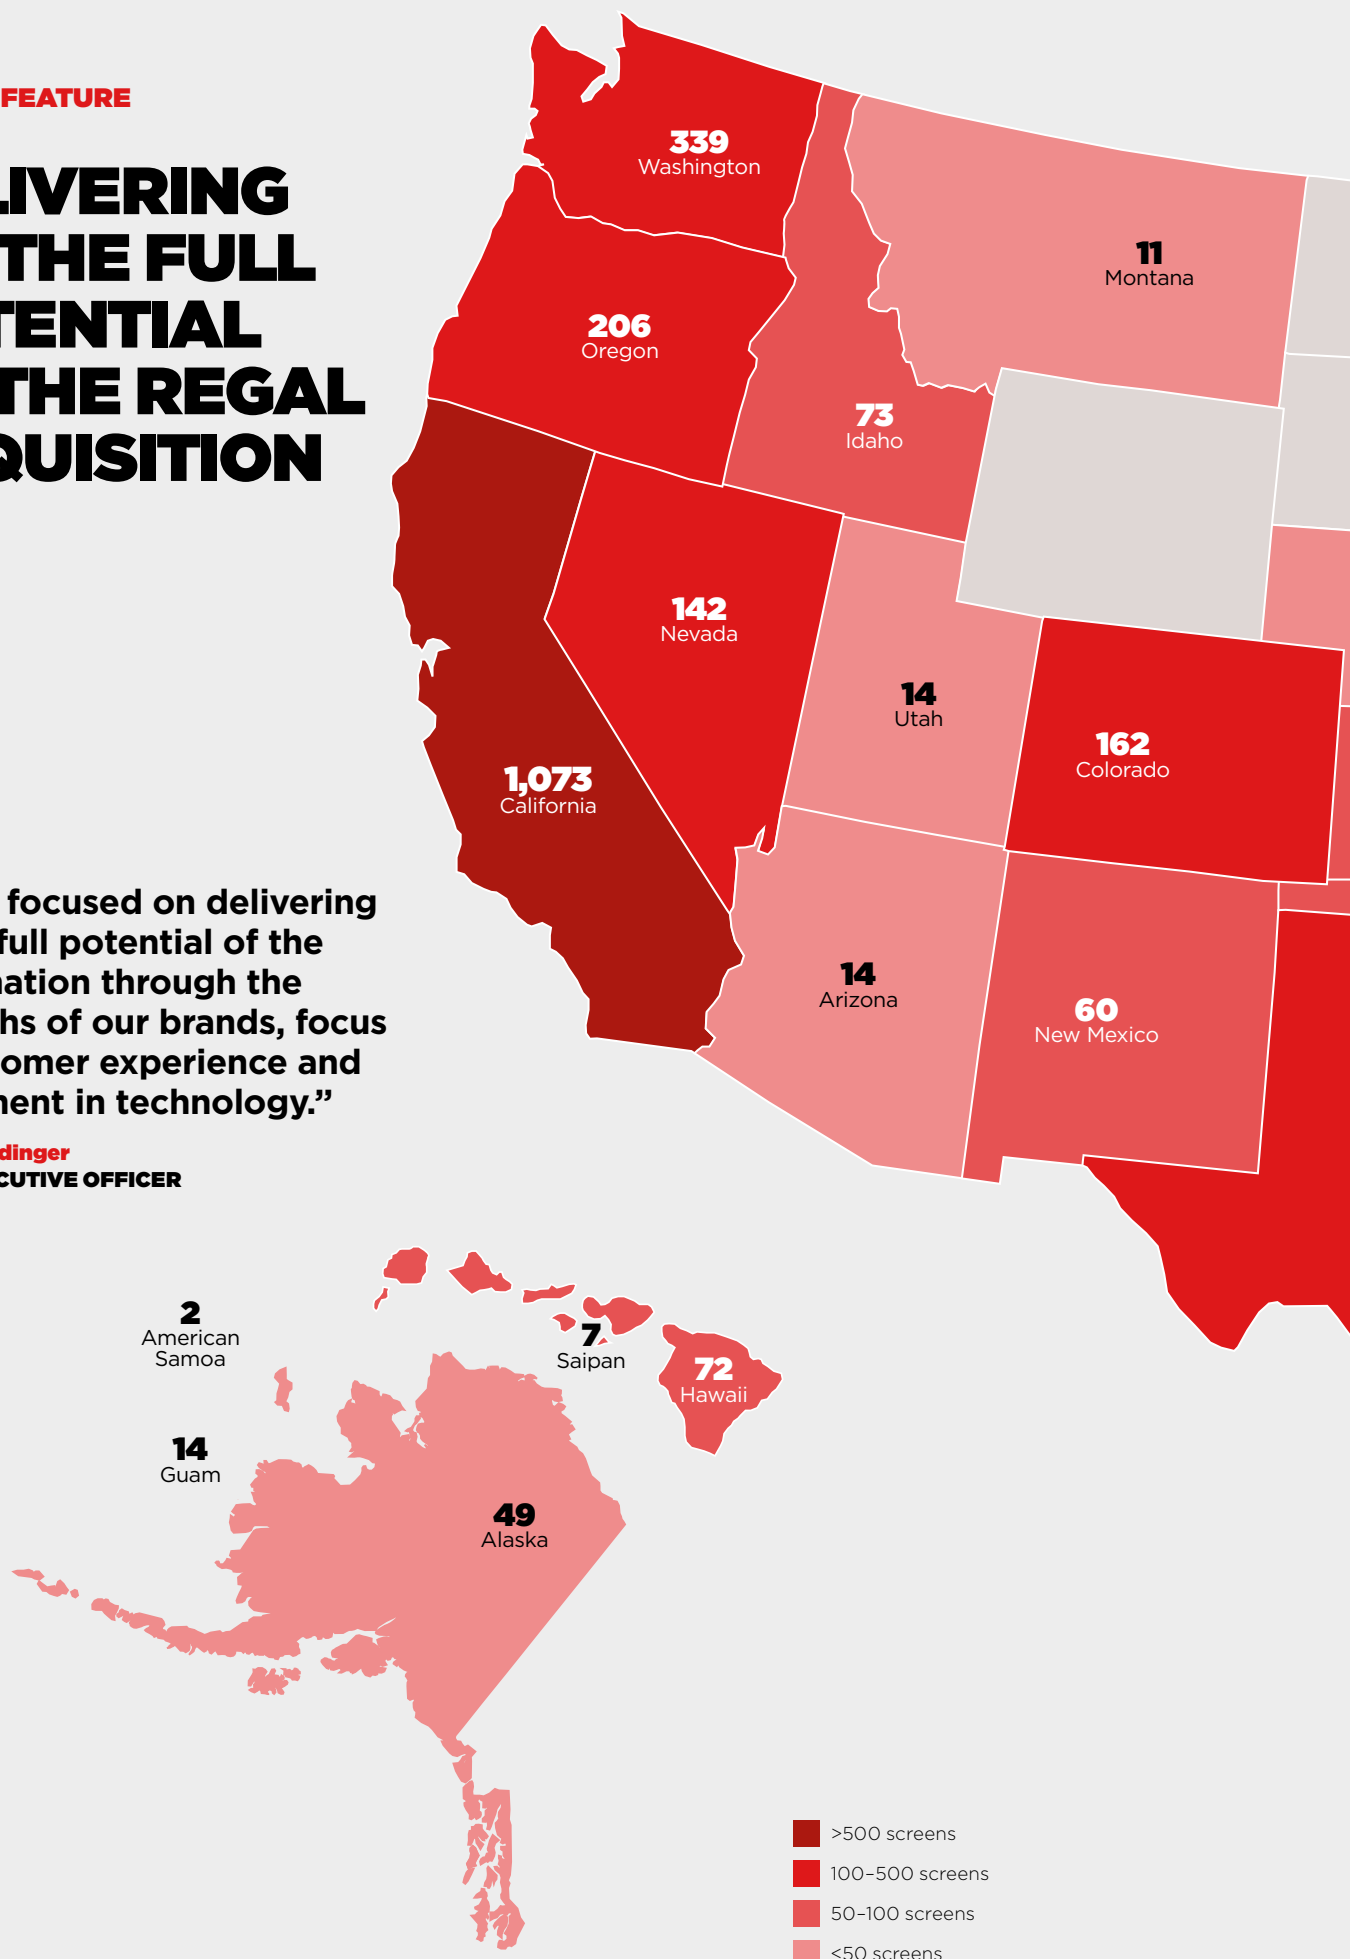 FEATURE
LIVERING
THE FULL
TENTIAL
THE REGAL
QUISITION
focused on delivering
full potential of the
nation through the
ths of our brands, focus
omer experience and
ment in technology.”
dinger
CUTIVE OFFICER
339
Washington
11
Montana
206
Oregon
73
Idaho
142
Nevada
14
Utah
162
Colorado
1,073
California
14
Arizona
60
New Mexico
2
American
Samoa
7
Saipan
72
Hawaii
14
Guam
49
Alaska
>500 screens
100–500 screens
50–100 screens
<50 screens